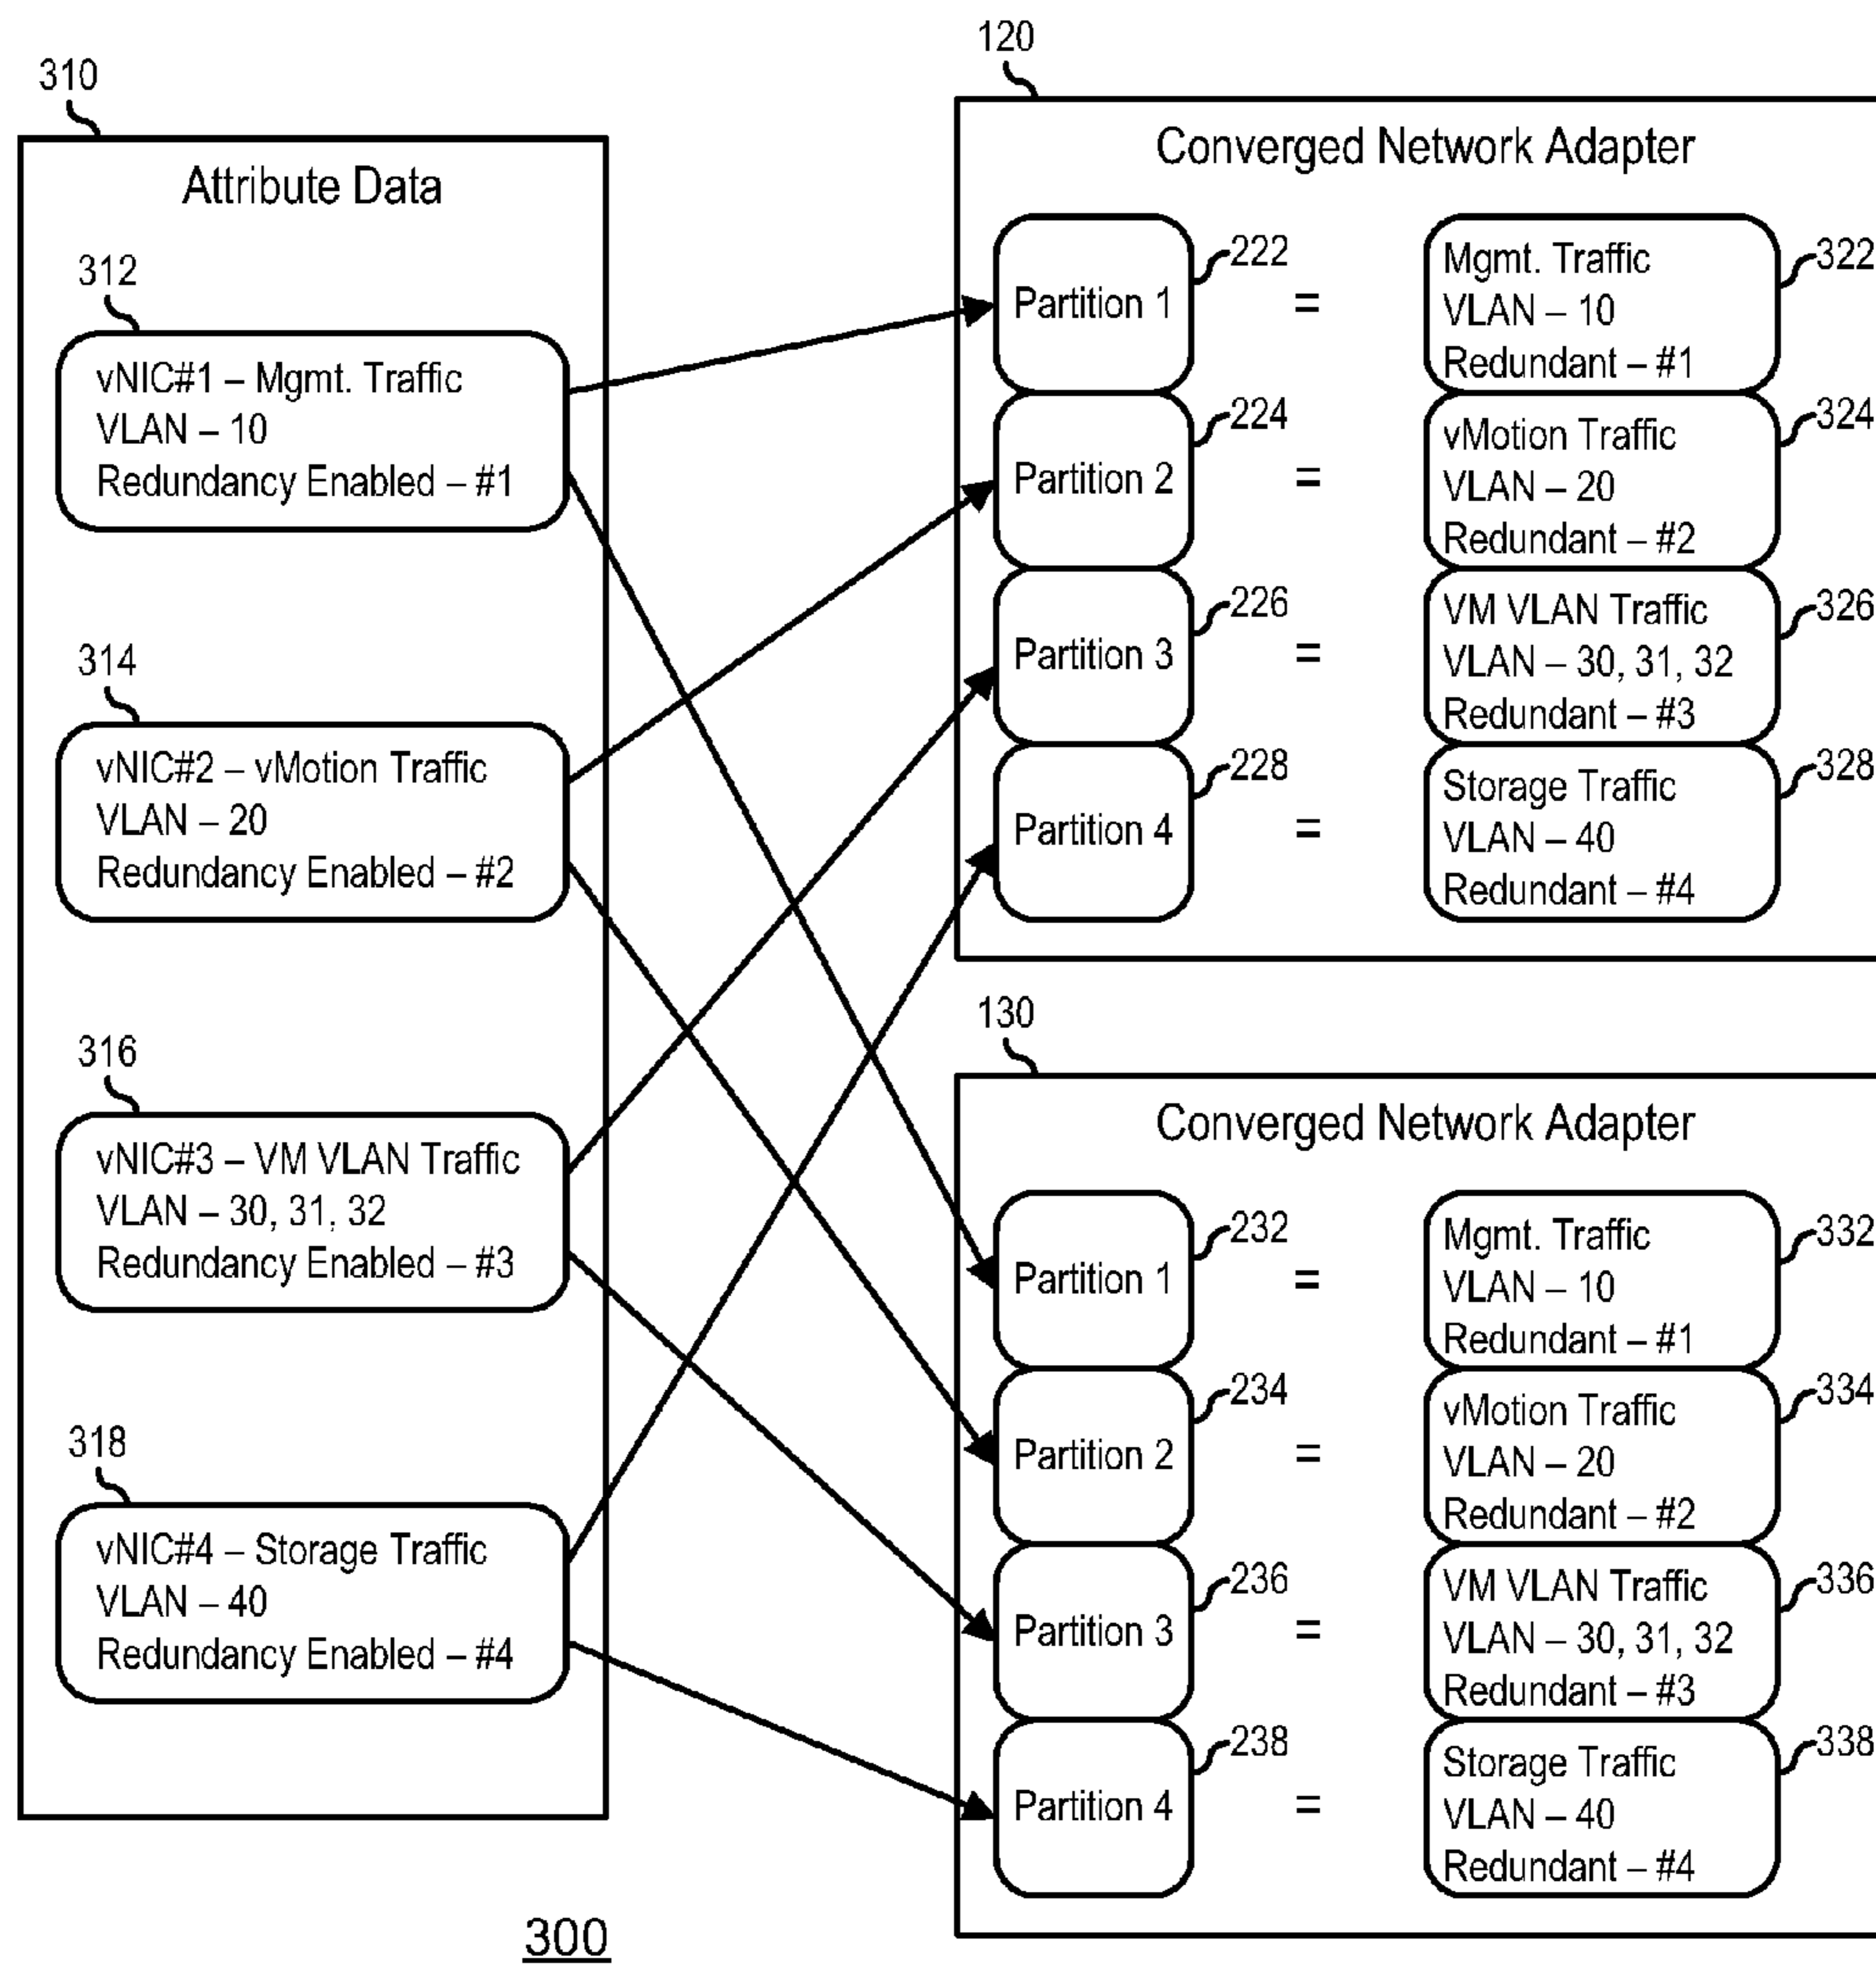 310
Attribute Data
312
vNIC#1 – Mgmt. Traffic
VLAN – 10
Redundancy Enabled – #1
314
vNIC#2 – vMotion Traffic
VLAN – 20
Redundancy Enabled – #2
316
vNIC#3 – VM VLAN Traffic
VLAN – 30, 31, 32
Redundancy Enabled – #3
318
vNIC#4 – Storage Traffic
VLAN – 40
Redundancy Enabled – #4
120
Converged Network Adapter
Partition 1
222
=
Mgmt. Traffic
VLAN – 10
Redundant – #1
322
Partition 2
224
=
vMotion Traffic
VLAN – 20
Redundant – #2
324
Partition 3
226
=
VM VLAN Traffic
VLAN – 30, 31, 32
Redundant – #3
326
Partition 4
228
=
Storage Traffic
VLAN – 40
Redundant – #4
328
130
Converged Network Adapter
Partition 1
232
=
Mgmt. Traffic
VLAN – 10
Redundant – #1
332
Partition 2
234
=
vMotion Traffic
VLAN – 20
Redundant – #2
334
Partition 3
236
=
VM VLAN Traffic
VLAN – 30, 31, 32
Redundant – #3
336
Partition 4
238
=
Storage Traffic
VLAN – 40
Redundant – #4
338
300